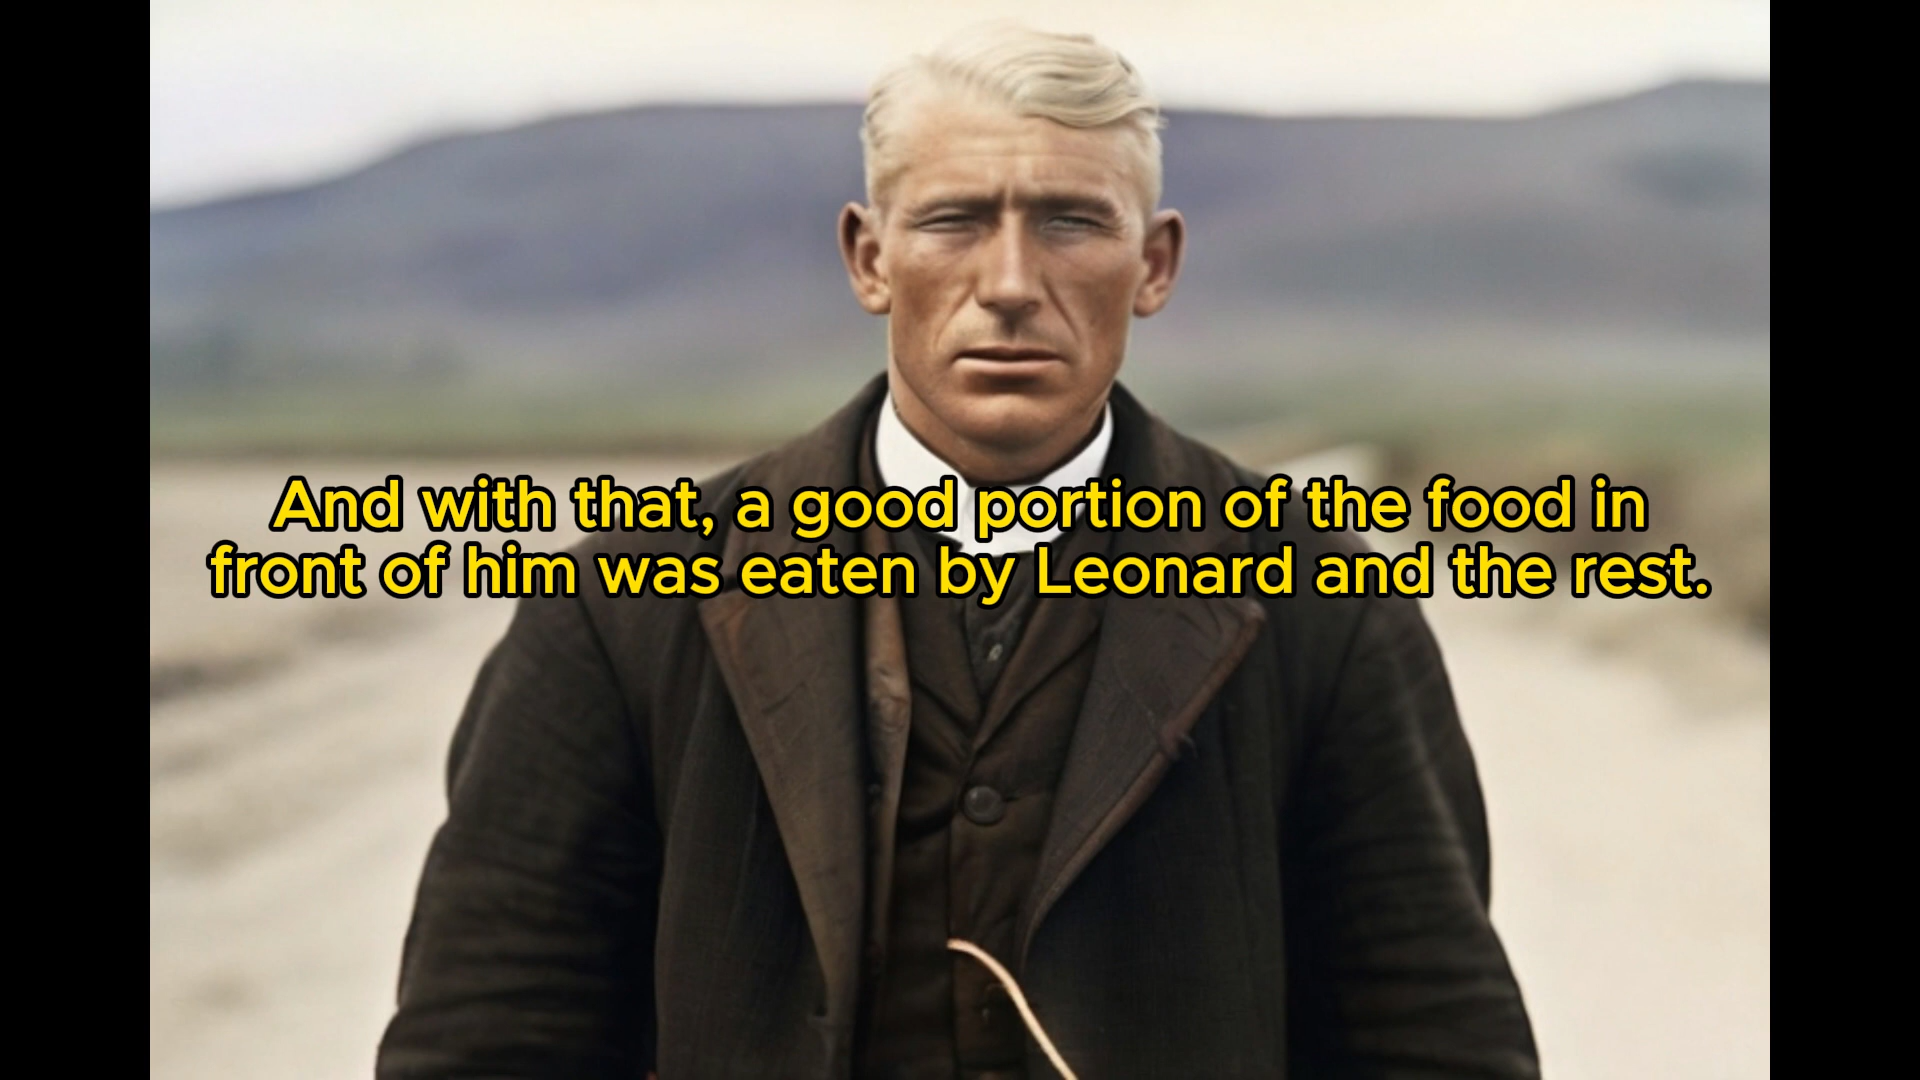 And with that, a good portion of the food in
front of him was eaten by Leonard and the rest.